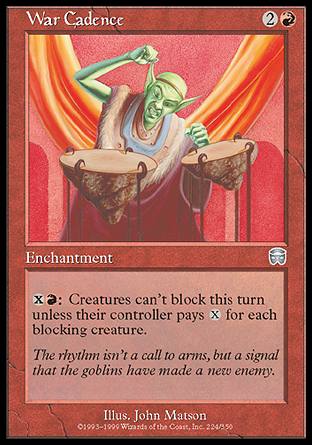 War Cadence 2R
Enchantment
XR: Creatures can't block this turn
unless their controller pays X for each
blocking creature.
The rhythm isn't a call to arms, but a signal
that the goblins have made a new enemy.
Illus. John Matson
©1993–1999 Wizards of the Coast, Inc. 224/350